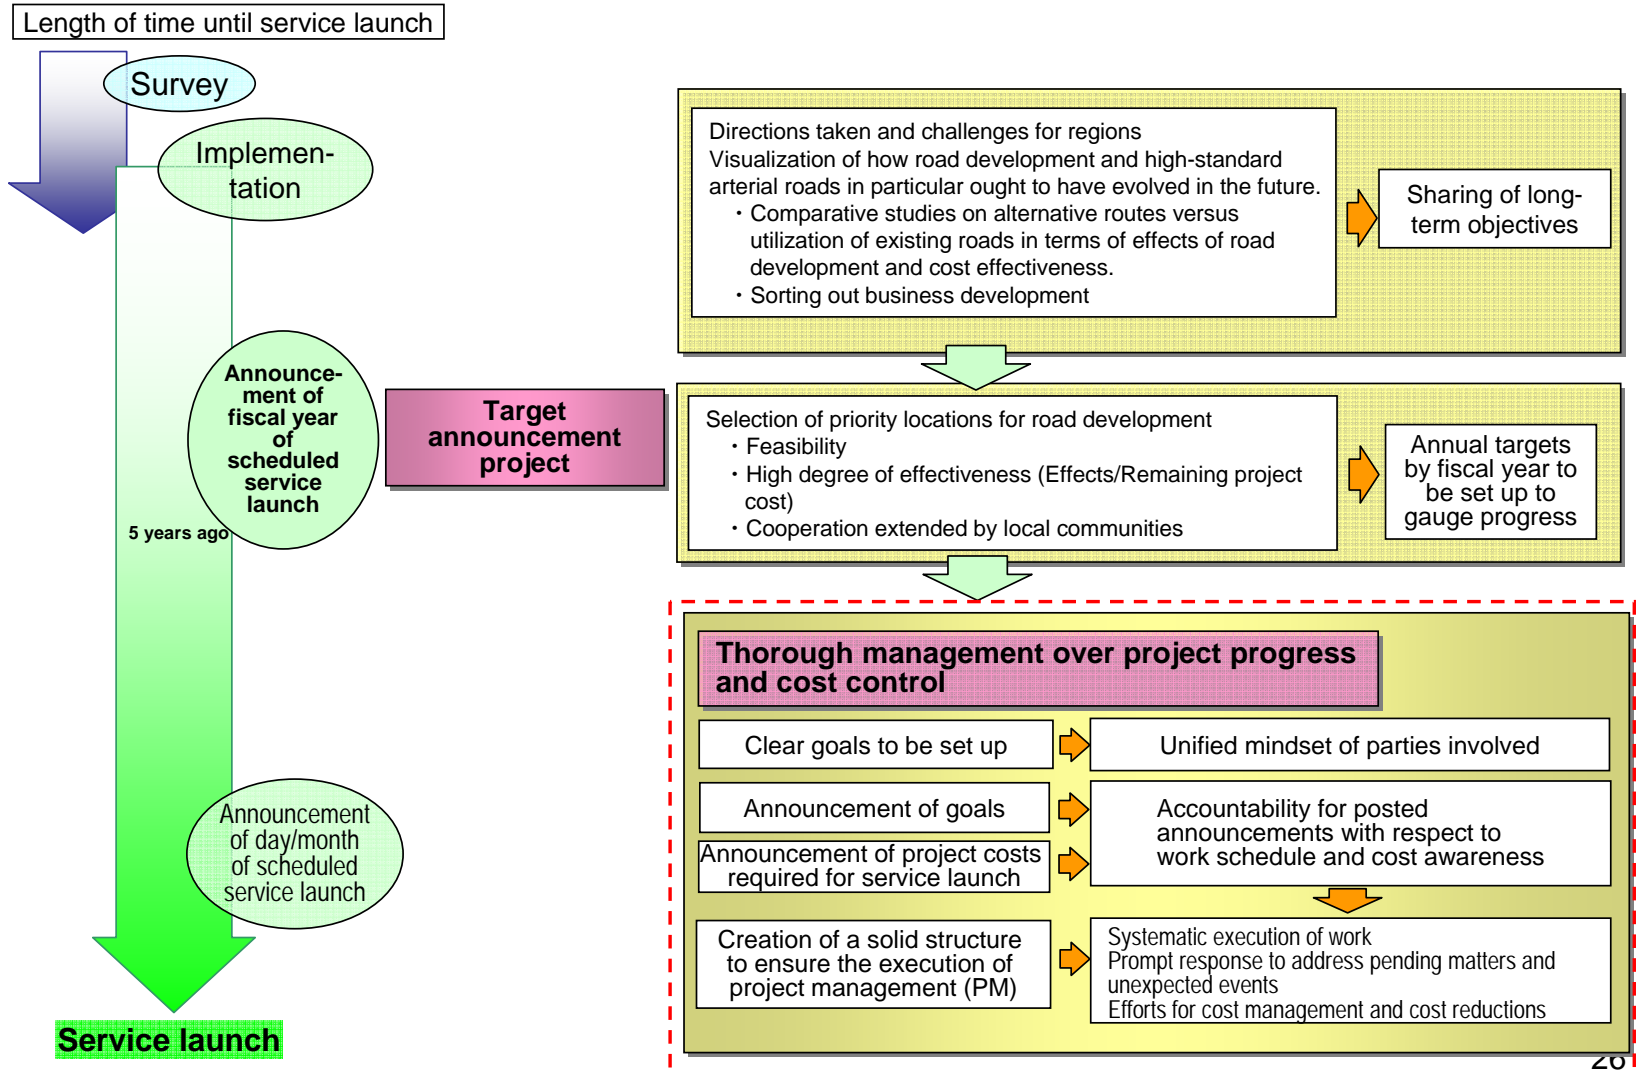 Length of time until service launch
Survey
Implemen-
tation
Announce-
ment of
fiscal year
of
scheduled
service
launch
5 years ago
Announcement
of day/month
of scheduled
service launch
Service launch
Target
announcement
project
Directions taken and challenges for regions
Visualization of how road development and high-standard
arterial roads in particular ought to have evolved in the future.
・Comparative studies on alternative routes versus
utilization of existing roads in terms of effects of road
development and cost effectiveness.
・Sorting out business development
Sharing of long-
term objectives
Selection of priority locations for road development
・Feasibility
・High degree of effectiveness (Effects/Remaining project
cost)
・Cooperation extended by local communities
Annual targets
by fiscal year to
be set up to
gauge progress
Thorough management over project progress
and cost control
Clear goals to be set up
Unified mindset of parties involved
Announcement of goals
Announcement of project costs
required for service launch
Accountability for posted
announcements with respect to
work schedule and cost awareness
Creation of a solid structure
to ensure the execution of
project management (PM)
Systematic execution of work
Prompt response to address pending matters and
unexpected events
Efforts for cost management and cost reductions
26